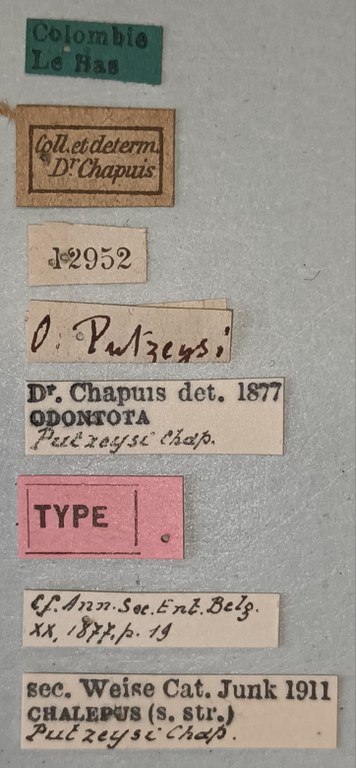 Colombie
Le Bas
Coll. et determ.
Dr Chapuis
12952
O. Putzeysi
Dr. Chapuis det. 1877
ODONTOTA
Putzeysi Chap.
TYPE
Cf. Ann. Soc. Ent. Belg.
XX, 1877, p. 19
sec. Weise Cat. Junk 1911
CHALEPUS (s. str.)
Putzeysi Chap.